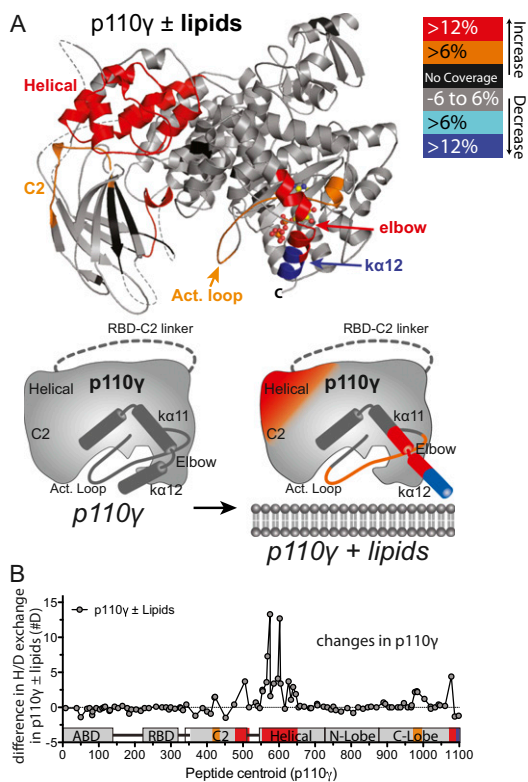 A
p110γ ± lipids
Helical
C2
Act. loop
elbow
kα12
C
>12%
>6%
No Coverage
-6 to 6%
>6%
>12%
Increase
Decrease
RBD-C2 linker
Helical
p110γ
C2
kα11
Elbow
Act. Loop
kα12
p110γ
RBD-C2 linker
Helical
p110γ
C2
kα11
Elbow
Act. Loop
kα12
p110γ + lipids
B
difference in H/D exchange
in p110γ ± lipids (#D)
15
10
5
0
-5
p110γ ± Lipids
changes in p110γ
ABD
RBD
C2
Helical
N-Lobe
C-Lobe
0 100 200 300 400 500 600 700 800 900 1000 1100
Peptide centroid (p110γ)